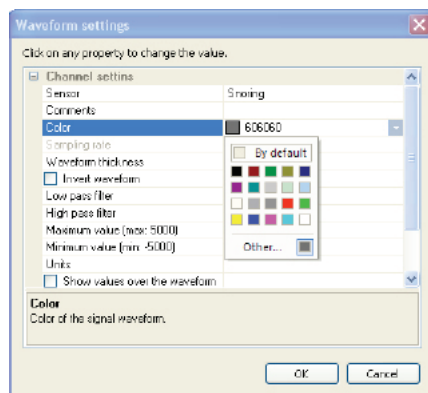 Waveform settings
Click on any property to change the value.
Channel settins
Sensor Snoring
Comments
Color 606060
Sampling rate
By default
Waveform thickness
Invert waveform
Low pass filter
High pass filter
Maximum value (max: 5000)
Minimum value (min: -5000)
Other...
Units
Show values over the waveform
Color
Color of the signal waveform.
OK Cancel